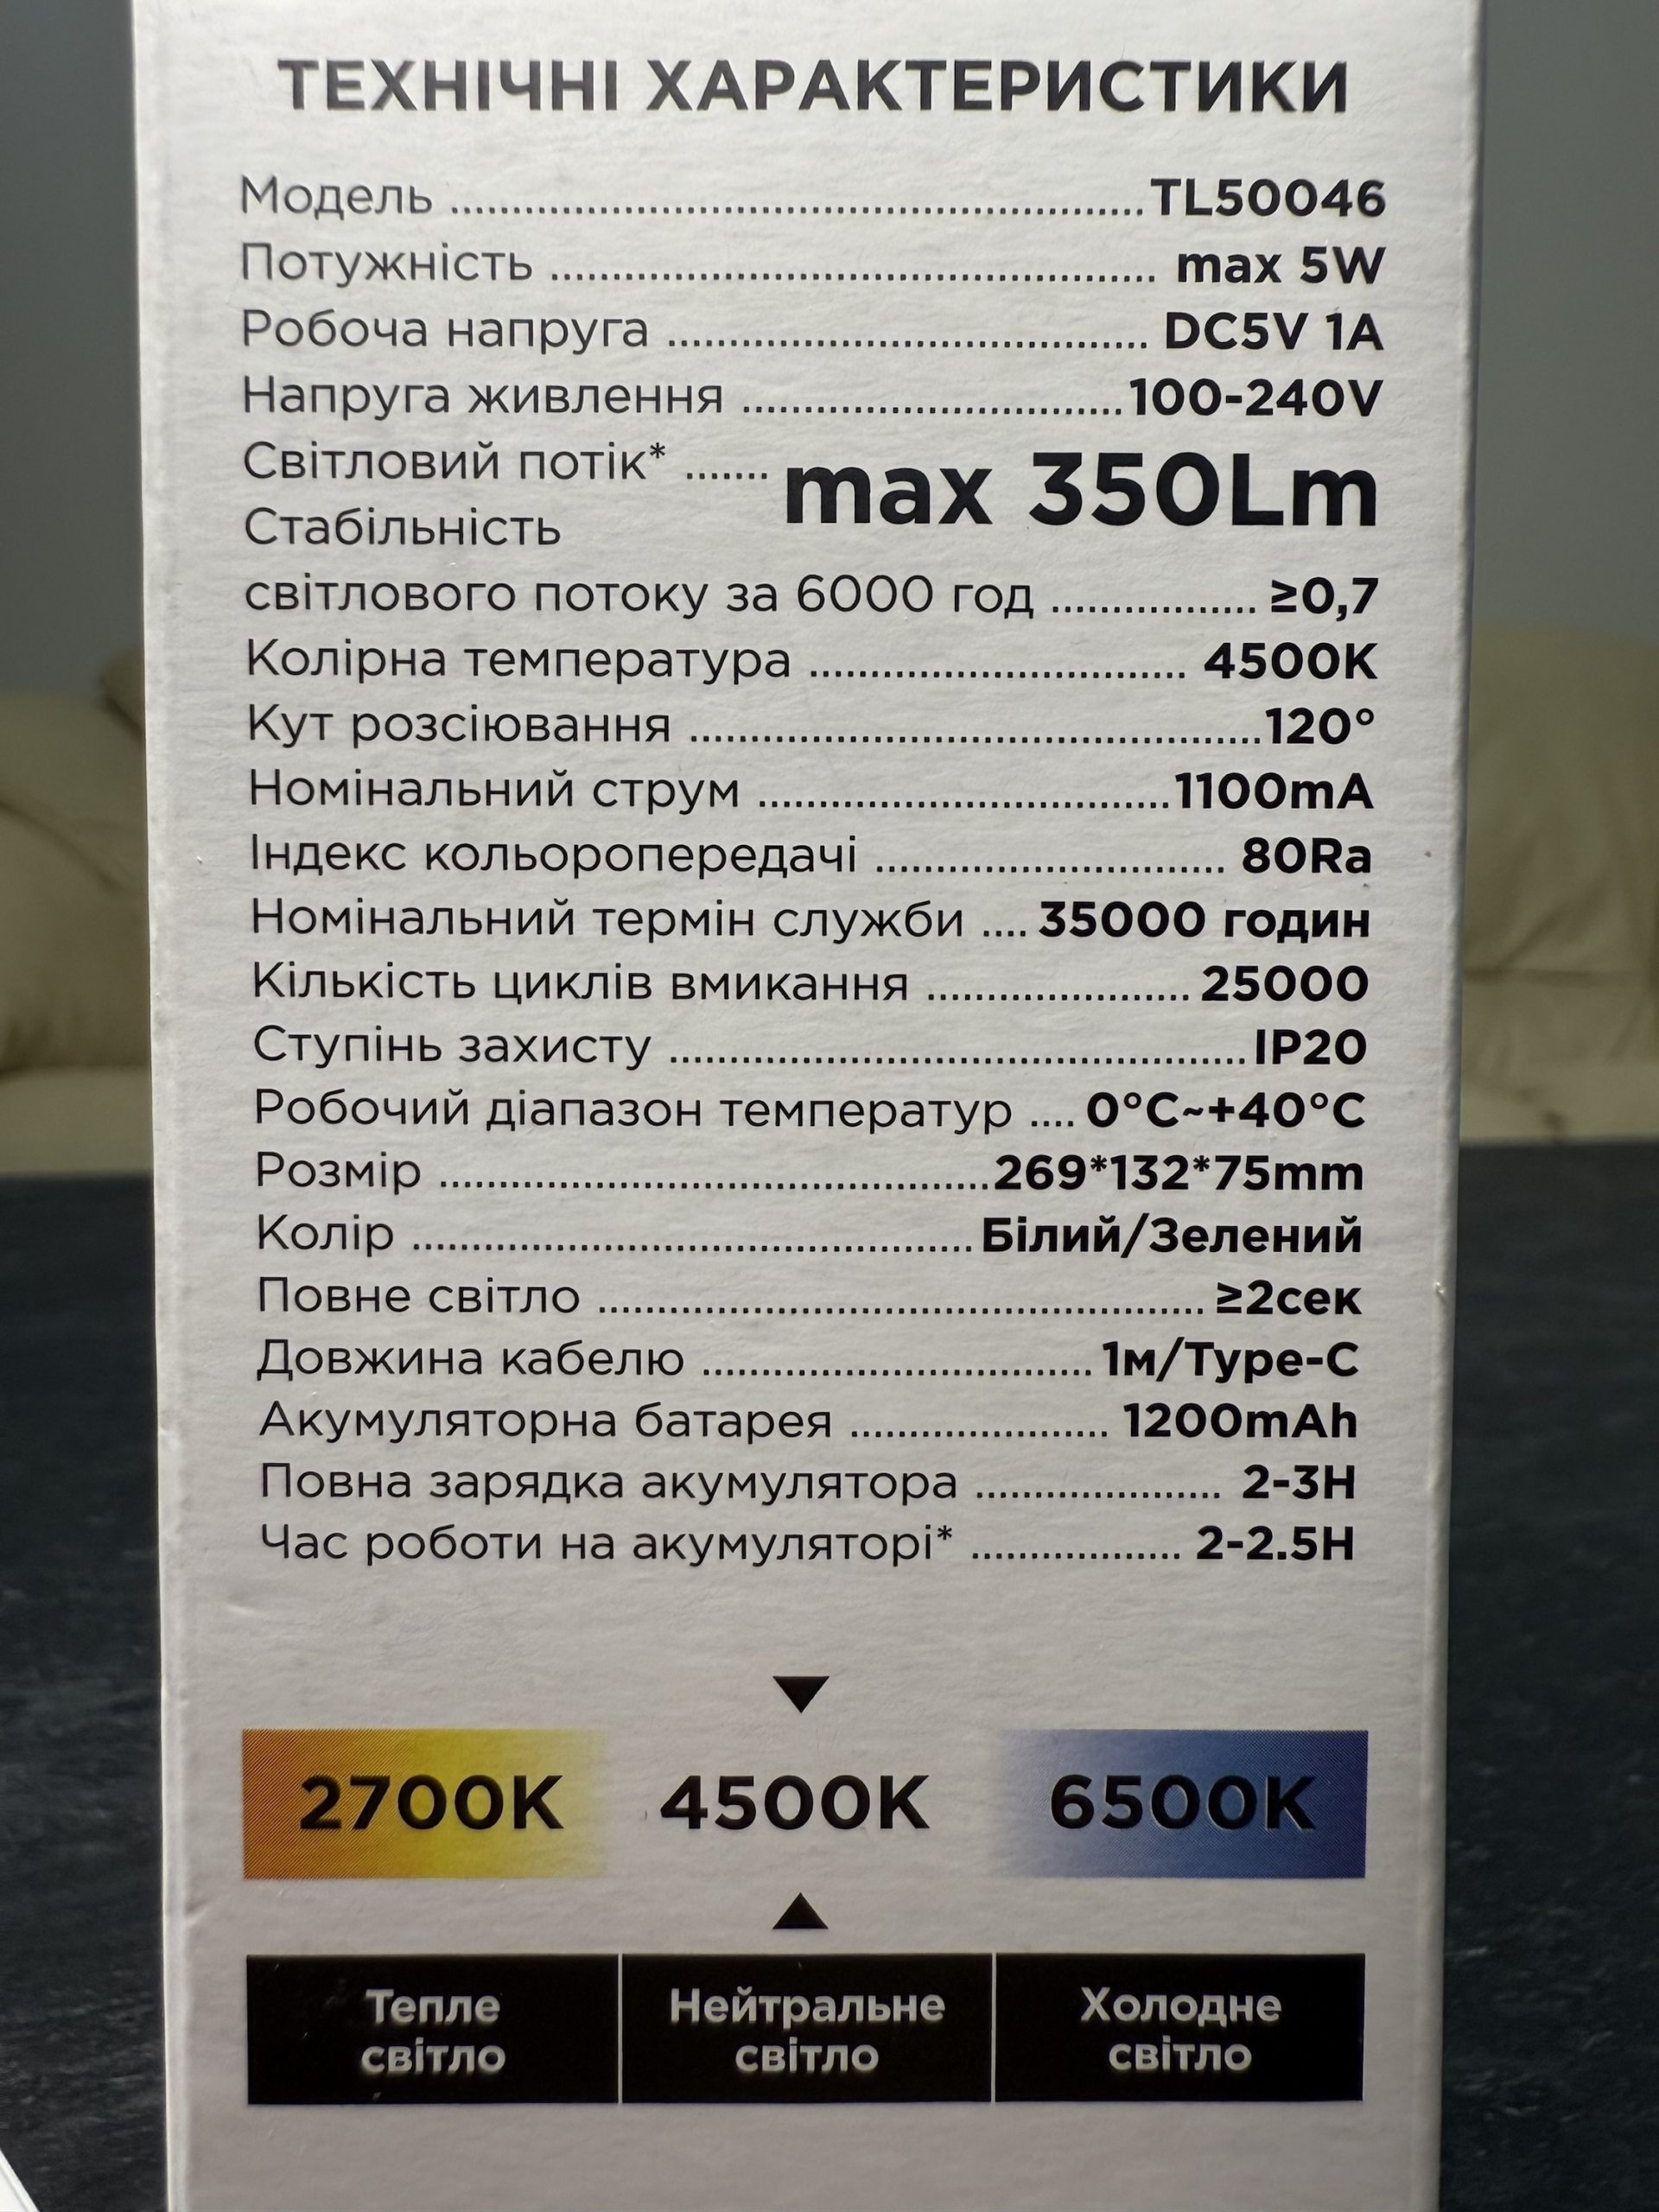 ТЕХНІЧНІ ХАРАКТЕРИСТИКИ
Модель ........................................................ TL50046
Потужність ................................................. max 5W
Робоча напруга ....................................... DC5V 1A
Напруга живлення ............................... 100-240V
Світловий потік* ....... max 350Lm
Стабільність
світлового потоку за 6000 год ................. ≥0,7
Колірна температура ............................... 4500K
Кут розсіювання ............................................... 120°
Номінальний струм .................................. 1100mA
Індекс кольоропередачі ............................. 80Ra
Номінальний термін служби .... 35000 годин
Кількість циклів вмикання ...................... 25000
Ступінь захисту ............................................... IP20
Робочий діапазон температур .... 0°C~+40°C
Розмір ............................................. 269*132*75mm
Колір .............................................. Білий/Зелений
Повне світло .................................................. ≥2сек
Довжина кабелю ................................ 1м/Type-C
Акумуляторна батарея ..................... 1200mAh
Повна зарядка акумулятора .................... 2-3H
Час роботи на акумуляторі* .................. 2-2.5H
2700K 4500K 6500K
Тепле Нейтральне Холодне
світло світло світло